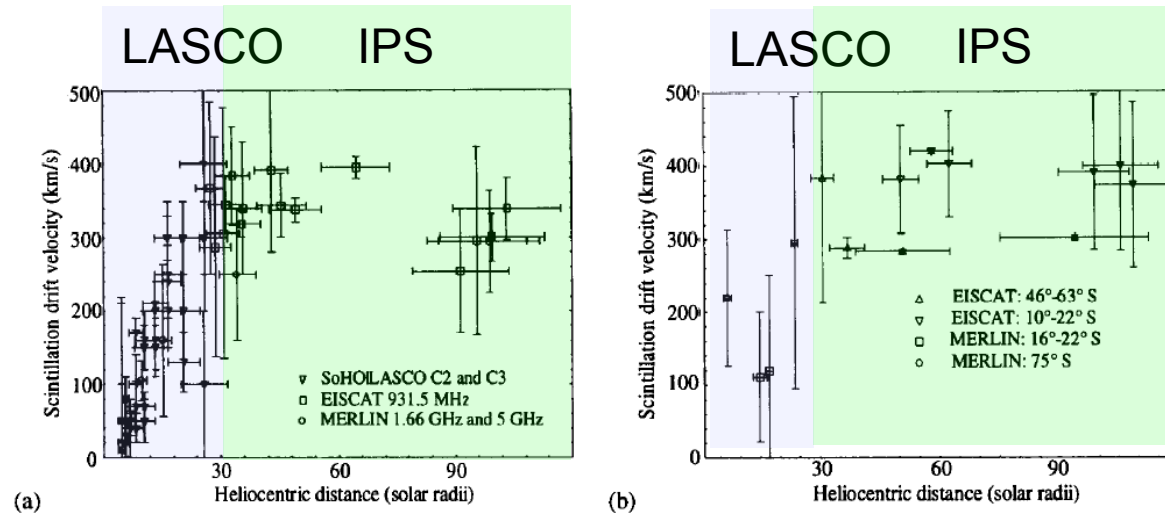 LASCO IPS
500
400
300
200
100
0
30
60
90
Scintillation drift velocity (km/s)
Heliocentric distance (solar radii)
SoHO/LASCO C2 and C3
EISCAT 931.5 MHz
MERLIN 1.66 GHz and 5 GHz
(a)
LASCO IPS
500
400
300
200
100
0
30
60
90
Scintillation drift velocity (km/s)
Heliocentric distance (solar radii)
EISCAT: 46°-63° S
EISCAT: 10°-22° S
MERLIN: 16°-22° S
MERLIN: 75° S
(b)